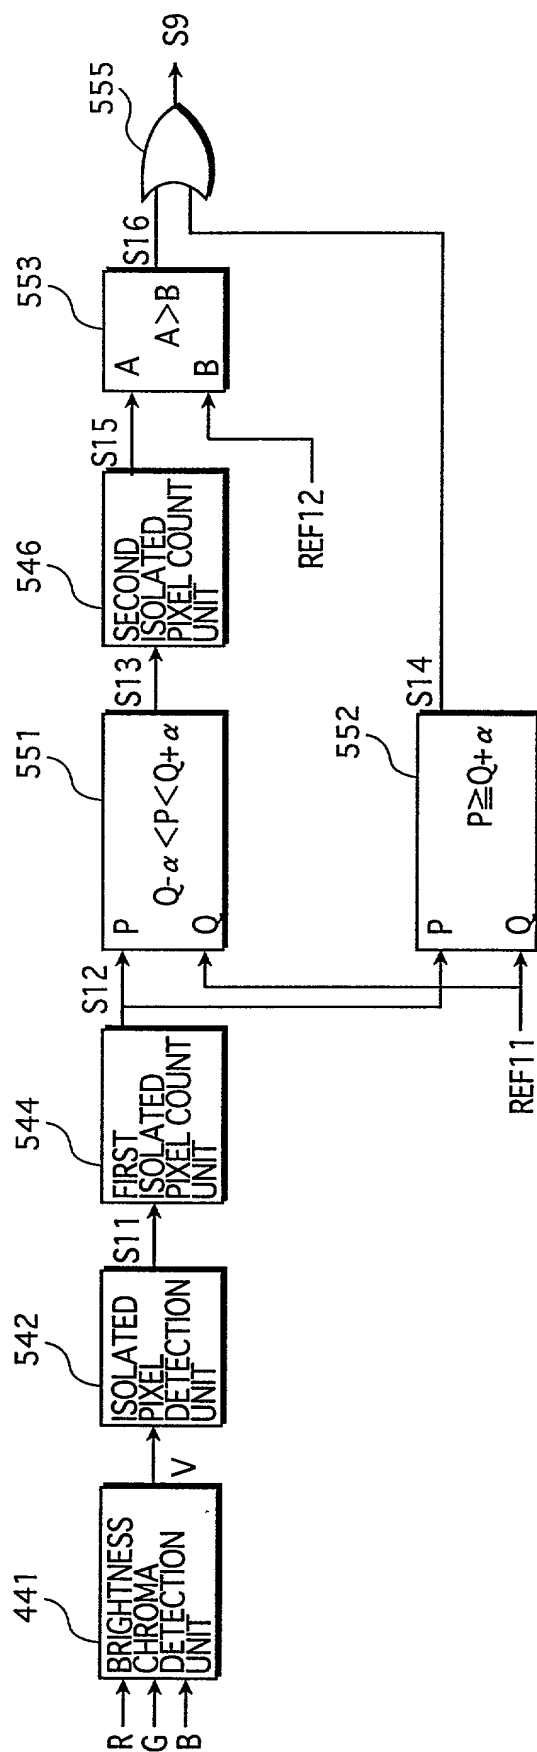 R
G
B
441
BRIGHTNESS
CHROMA
DETECTION
UNIT
V
542
ISOLATED
PIXEL
DETECTION
UNIT
S11
544
FIRST
ISOLATED
PIXEL COUNT
UNIT
S12
551
P
Q-α<P<Q+α
Q
S13
546
SECOND
ISOLATED
PIXEL COUNT
UNIT
S15
553
A
A>B
B
S16
555
S9
REF12
REF11
552
P
P≧Q+α
Q
S14